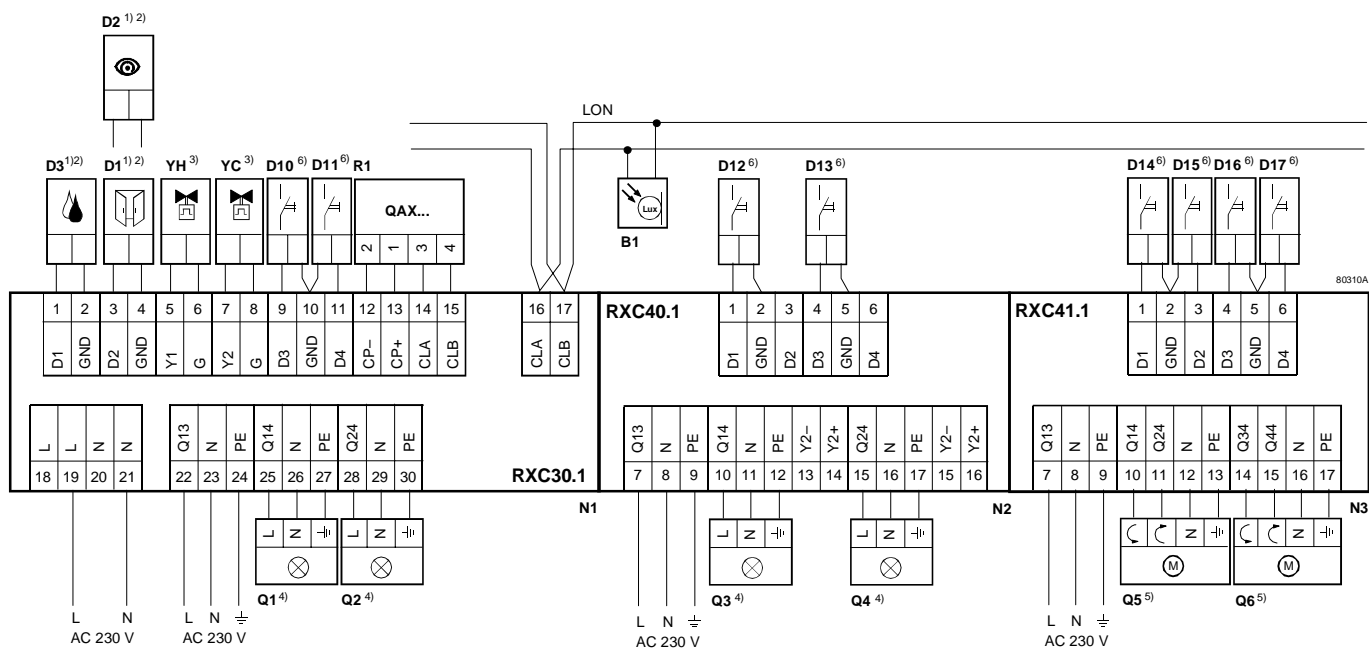 D2 1) 2)
LON
D3 1)2) D1 1) 2) YH 3) YC 3) D10 6) D11 6) R1
D12 6) D13 6)
D14 6) D15 6) D16 6) D17 6)
QAX...
Lux
2 1 3 4
B1
80310A
1 2 3 4 5 6 7 8 9 10 11 12 13 14 15 16 17
D1 GND D2 GND Y1 G Y2 G D3 GND D4 CP– CP+ CLA CLB CLA CLB
RXC40.1
1 2 3 4 5 6
D1 GND D2 D3 GND D4
RXC41.1
1 2 3 4 5 6
D1 GND D2 D3 GND D4
L L N N Q13 N PE Q14 N PE Q24 N PE
18 19 20 21 22 23 24 25 26 27 28 29 30
RXC30.1
N1
Q13 N PE Q14 N PE Y2– Y2+ Q24 N PE Y2– Y2+
7 8 9 10 11 12 13 14 15 16 17 15 16
N2
Q13 N PE Q14 Q24 N PE Q34 Q44 N PE
7 8 9 10 11 12 13 14 15 16 17
N3
L N L N
L N L N
N N
M M
Q1 4) Q2 4)
Q3 4) Q4 4)
Q5 5) Q6 5)
L N
AC 230 V
L N
AC 230 V
L N
AC 230 V
L N
AC 230 V